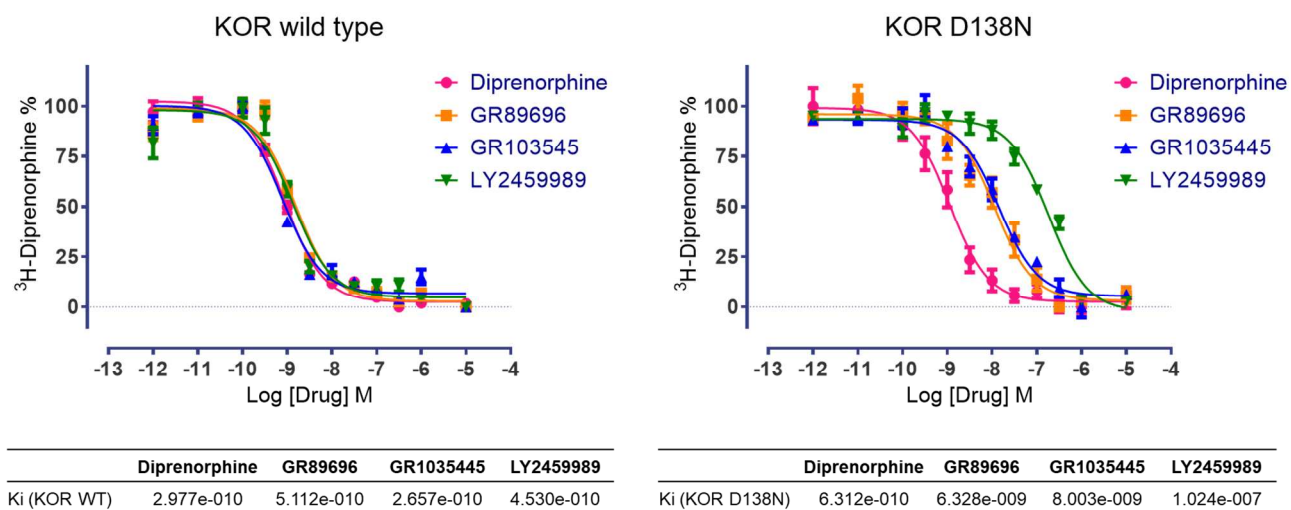 KOR wild type
³H-Diprenorphine %
100
75
50
25
0
-13 -12 -11 -10 -9 -8 -7 -6 -5 -4
Log [Drug] M
Diprenorphine
GR89696
GR103545
LY2459989
KOR D138N
³H-Diprenorphine %
100
75
50
25
0
-13 -12 -11 -10 -9 -8 -7 -6 -5 -4
Log [Drug] M
Diprenorphine
GR89696
GR1035445
LY2459989
Diprenorphine GR89696 GR1035445 LY2459989
Ki (KOR WT) 2.977e-010 5.112e-010 2.657e-010 4.530e-010
Diprenorphine GR89696 GR1035445 LY2459989
Ki (KOR D138N) 6.312e-010 6.328e-009 8.003e-009 1.024e-007